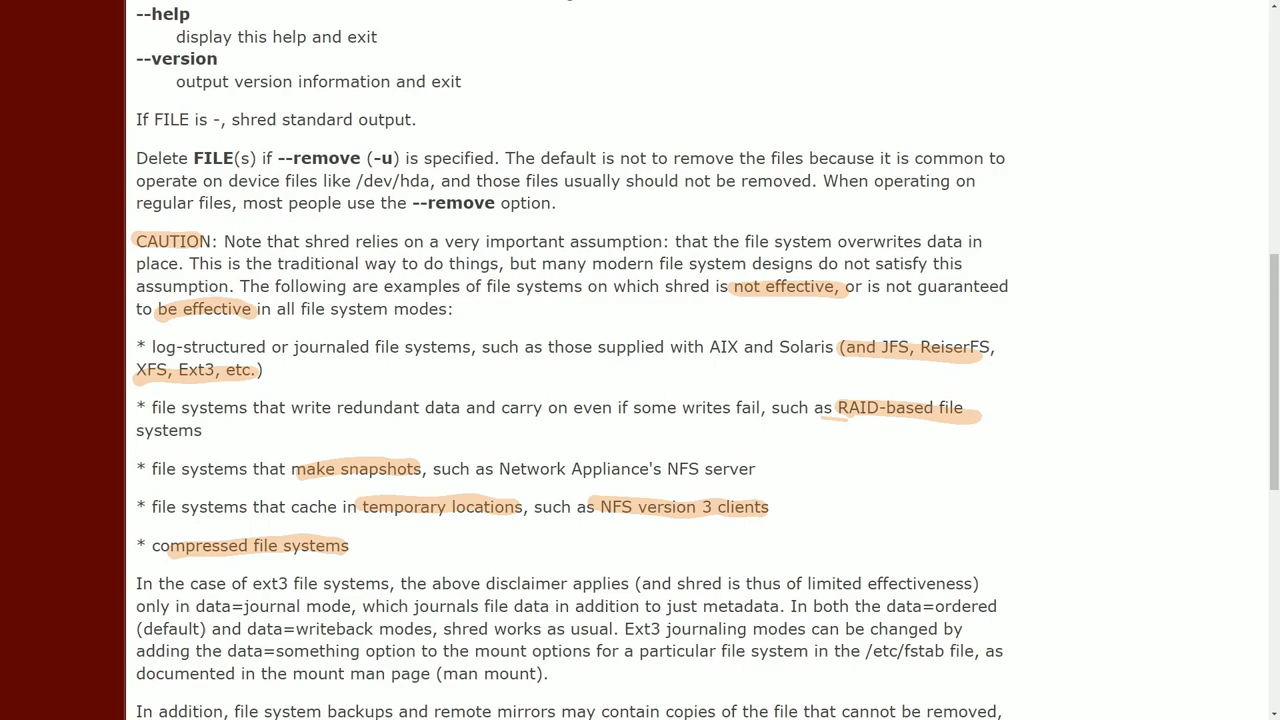 --help
display this help and exit
--version
output version information and exit
If FILE is -, shred standard output.
Delete FILE(s) if --remove (-u) is specified. The default is not to remove the files because it is common to
operate on device files like /dev/hda, and those files usually should not be removed. When operating on
regular files, most people use the --remove option.
CAUTION: Note that shred relies on a very important assumption: that the file system overwrites data in
place. This is the traditional way to do things, but many modern file system designs do not satisfy this
assumption. The following are examples of file systems on which shred is not effective, or is not guaranteed
to be effective in all file system modes:
* log-structured or journaled file systems, such as those supplied with AIX and Solaris (and JFS, ReiserFS,
XFS, Ext3, etc.)
* file systems that write redundant data and carry on even if some writes fail, such as RAID-based file
systems
* file systems that make snapshots, such as Network Appliance's NFS server
* file systems that cache in temporary locations, such as NFS version 3 clients
* compressed file systems
In the case of ext3 file systems, the above disclaimer applies (and shred is thus of limited effectiveness)
only in data=journal mode, which journals file data in addition to just metadata. In both the data=ordered
(default) and data=writeback modes, shred works as usual. Ext3 journaling modes can be changed by
adding the data=something option to the mount options for a particular file system in the /etc/fstab file, as
documented in the mount man page (man mount).
In addition, file system backups and remote mirrors may contain copies of the file that cannot be removed,